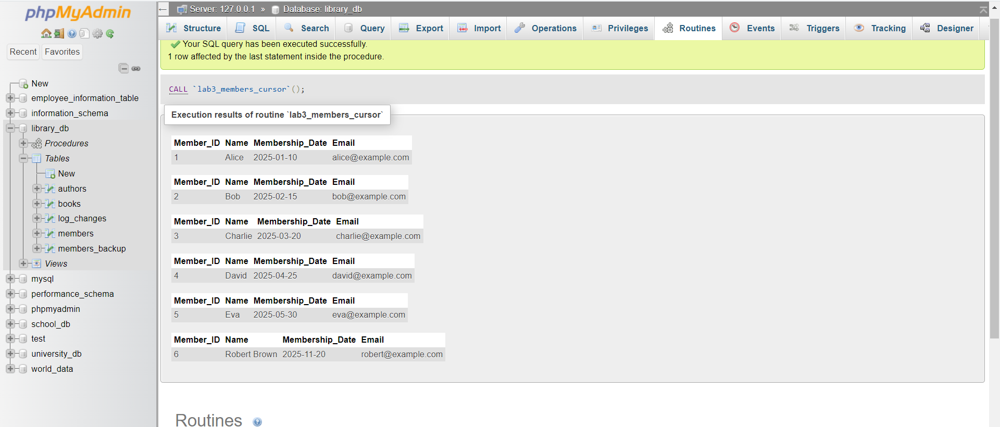 phpMyAdmin
Recent Favorites
New
employee_information_table
information_schema
library_db
Procedures
Tables
New
authors
books
log_changes
members
members_backup
Views
mysql
performance_schema
phpmyadmin
school_db
test
university_db
world_data
Server: 127.0.0.1 » Database: library_db
Structure SQL Search Query Export Import Operations Privileges Routines Events Triggers Tracking Designer
Your SQL query has been executed successfully.
1 row affected by the last statement inside the procedure.
CALL `lab3_members_cursor`();
Execution results of routine `lab3_members_cursor`
Member_ID Name Membership_Date Email
1 Alice 2025-01-10 alice@example.com
Member_ID Name Membership_Date Email
2 Bob 2025-02-15 bob@example.com
Member_ID Name Membership_Date Email
3 Charlie 2025-03-20 charlie@example.com
Member_ID Name Membership_Date Email
4 David 2025-04-25 david@example.com
Member_ID Name Membership_Date Email
5 Eva 2025-05-30 eva@example.com
Member_ID Name Membership_Date Email
6 Robert Brown 2025-11-20 robert@example.com
Routines